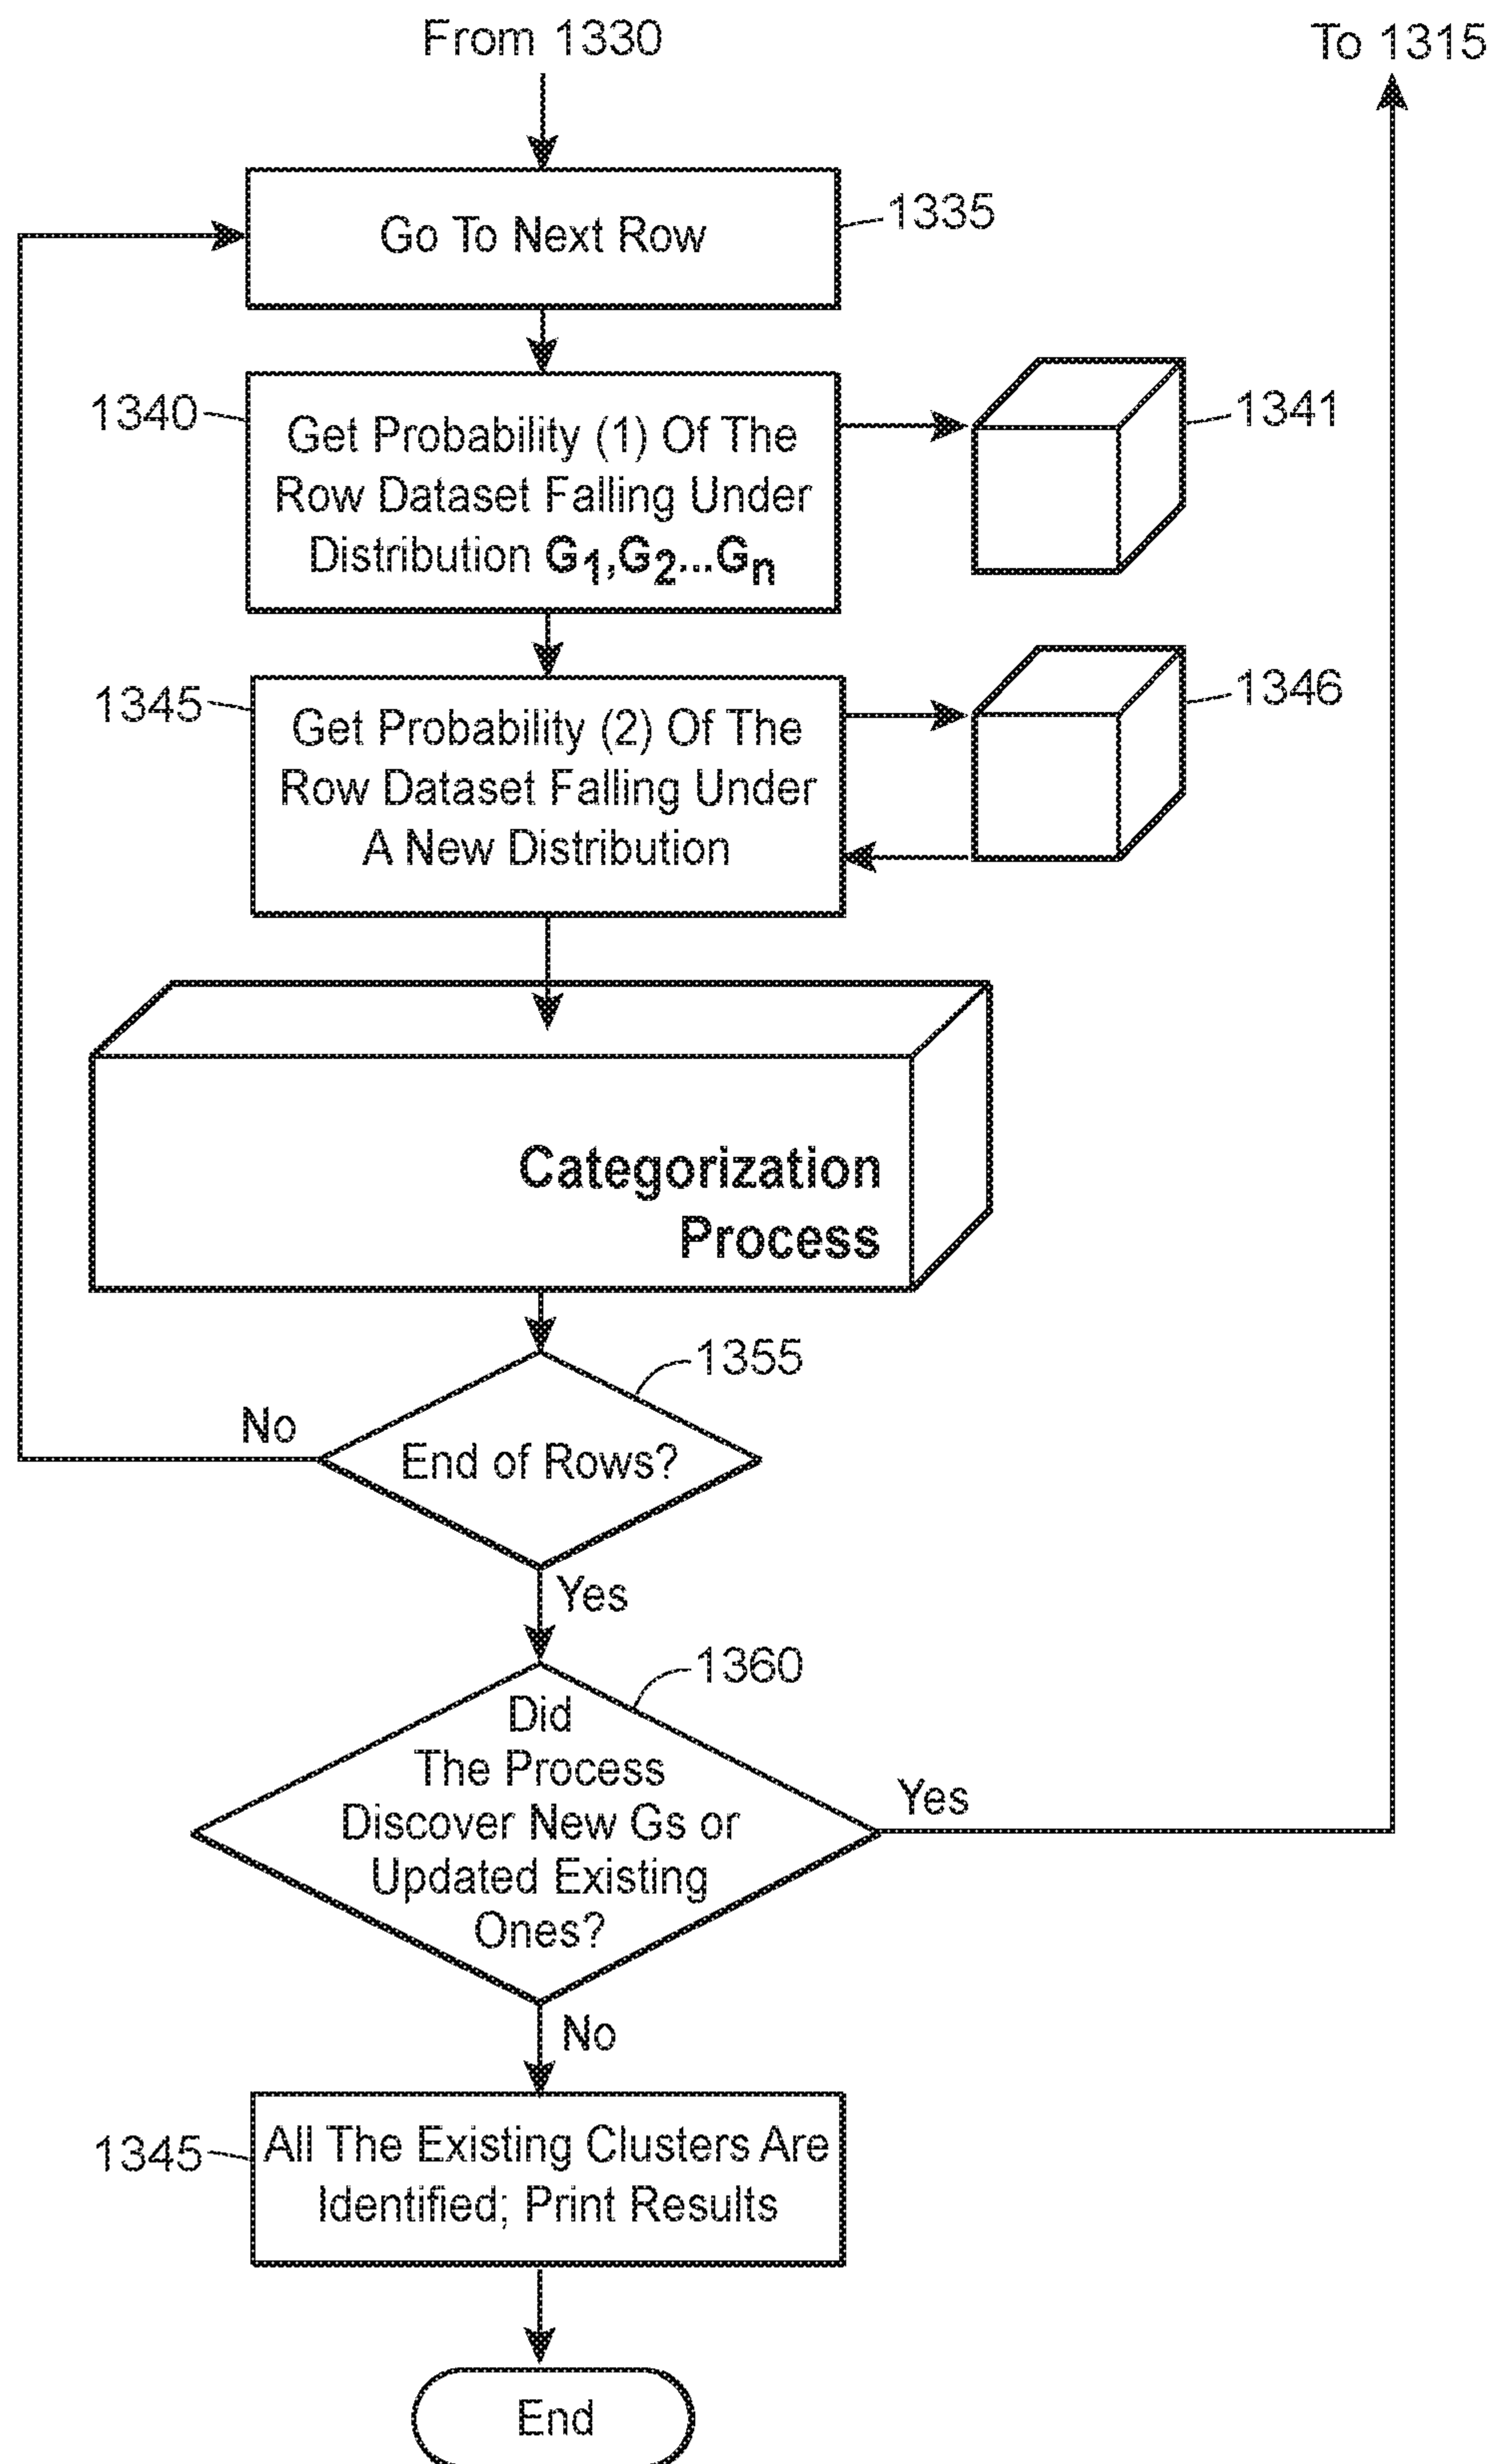 From 1330
To 1315
Go To Next Row
1335
1340
Get Probability (1) Of The
Row Dataset Falling Under
Distribution G1,G2...Gn
1341
1345
Get Probability (2) Of The
Row Dataset Falling Under
A New Distribution
1346
Categorization
Process
1355
No
End of Rows?
Yes
1360
Did
The Process
Discover New Gs or
Updated Existing
Ones?
Yes
No
1345
All The Existing Clusters Are
Identified; Print Results
End